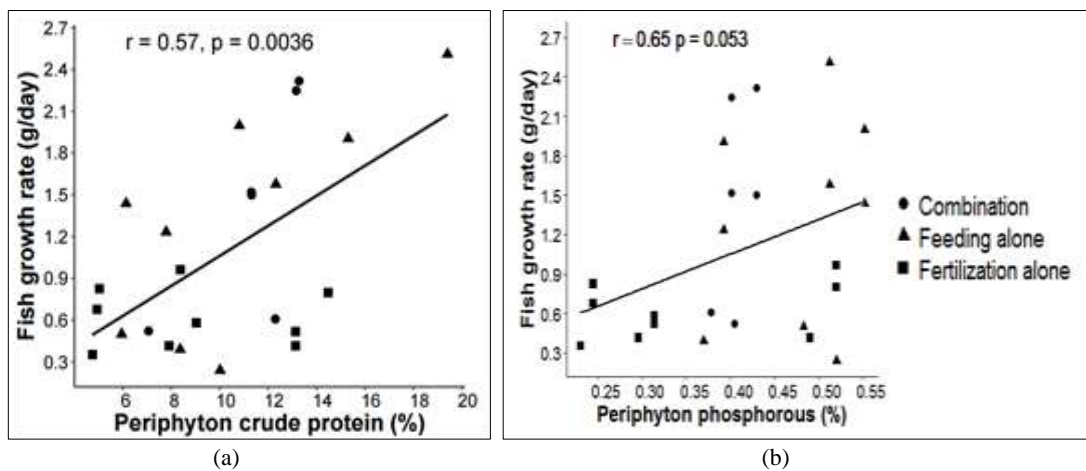 r = 0.57, p = 0.0036
Fish growth rate (g/day)
2.7
2.4
2.1
1.8
1.5
1.2
0.9
0.6
0.3
6 8 10 12 14 16 18 20
Periphyton crude protein (%)
(a)
r = 0.65 p = 0.053
Fish growth rate (g/day)
2.7
2.4
2.1
1.8
1.5
1.2
0.9
0.6
0.3
0.25 0.30 0.35 0.40 0.45 0.50 0.55
Periphyton phosphorous (%)
Combination
Feeding alone
Fertilization alone
(b)